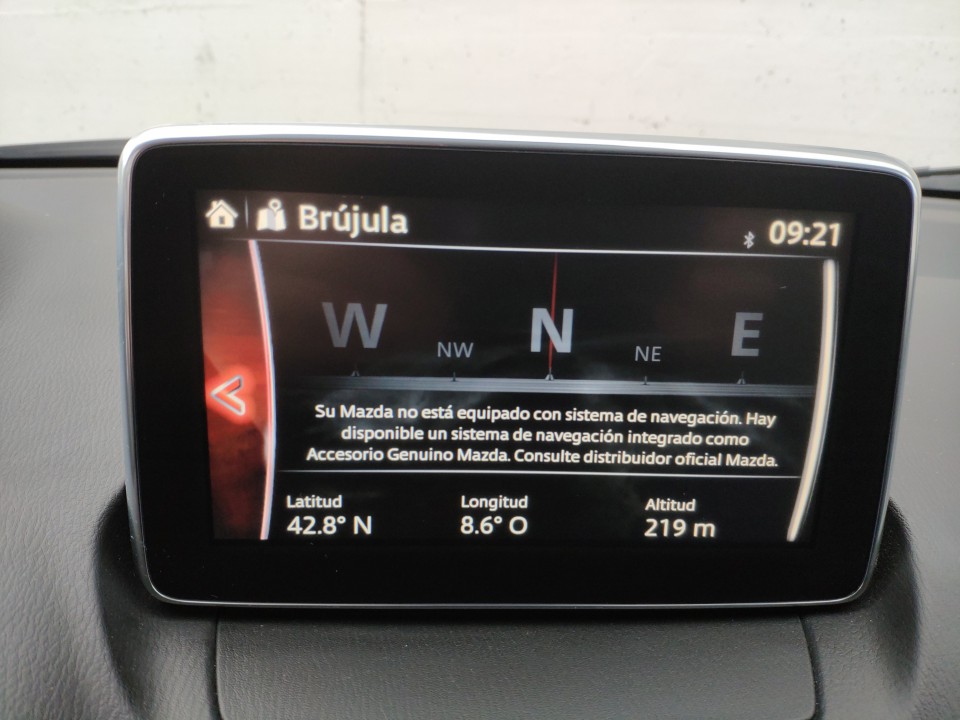 Brújula
09:21
W NW N NE E
Su Mazda no está equipado con sistema de navegación. Hay
disponible un sistema de navegación integrado como
Accesorio Genuino Mazda. Consulte distribuidor oficial Mazda.
Latitud Longitud Altitud
42.8° N 8.6° O 219 m